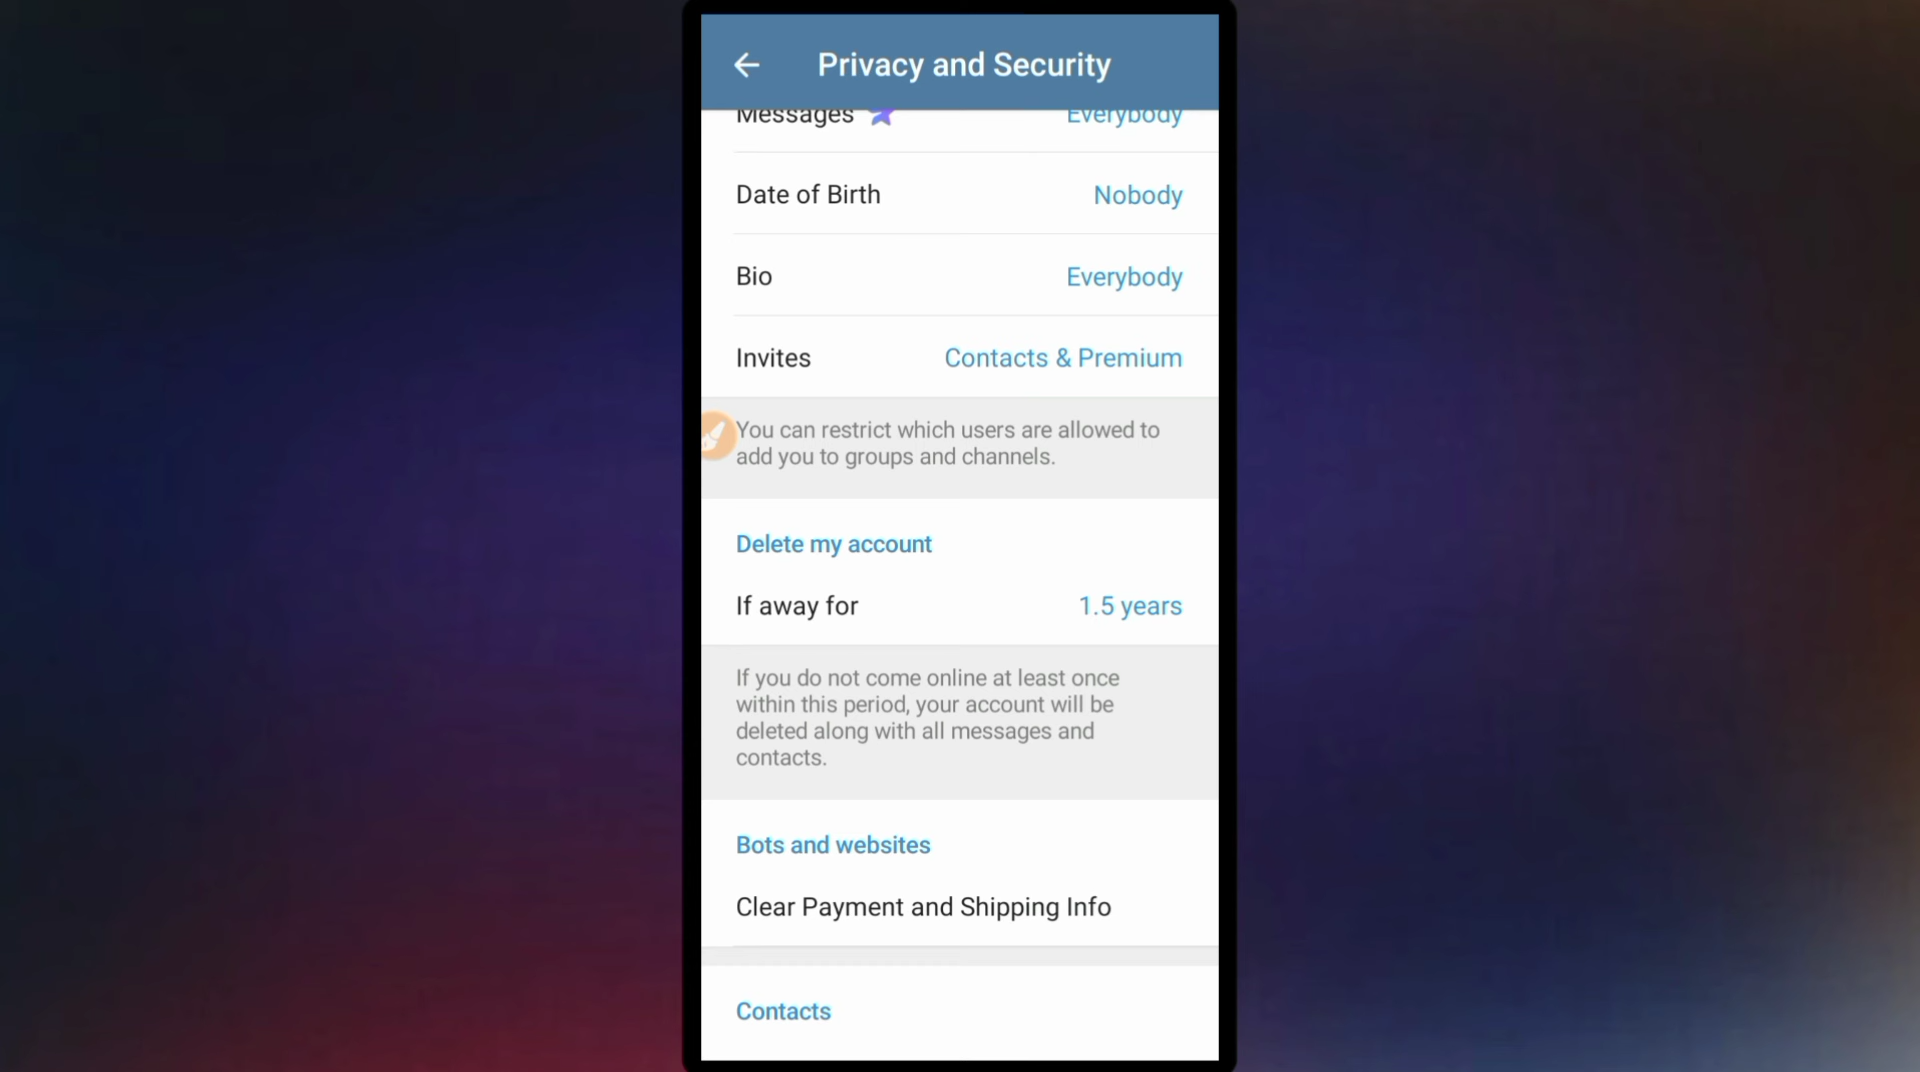 Privacy and Security
Messages Everybody
Date of Birth Nobody
Bio Everybody
Invites Contacts & Premium
You can restrict which users are allowed to
add you to groups and channels.
Delete my account
If away for 1.5 years
If you do not come online at least once
within this period, your account will be
deleted along with all messages and
contacts.
Bots and websites
Clear Payment and Shipping Info
Contacts